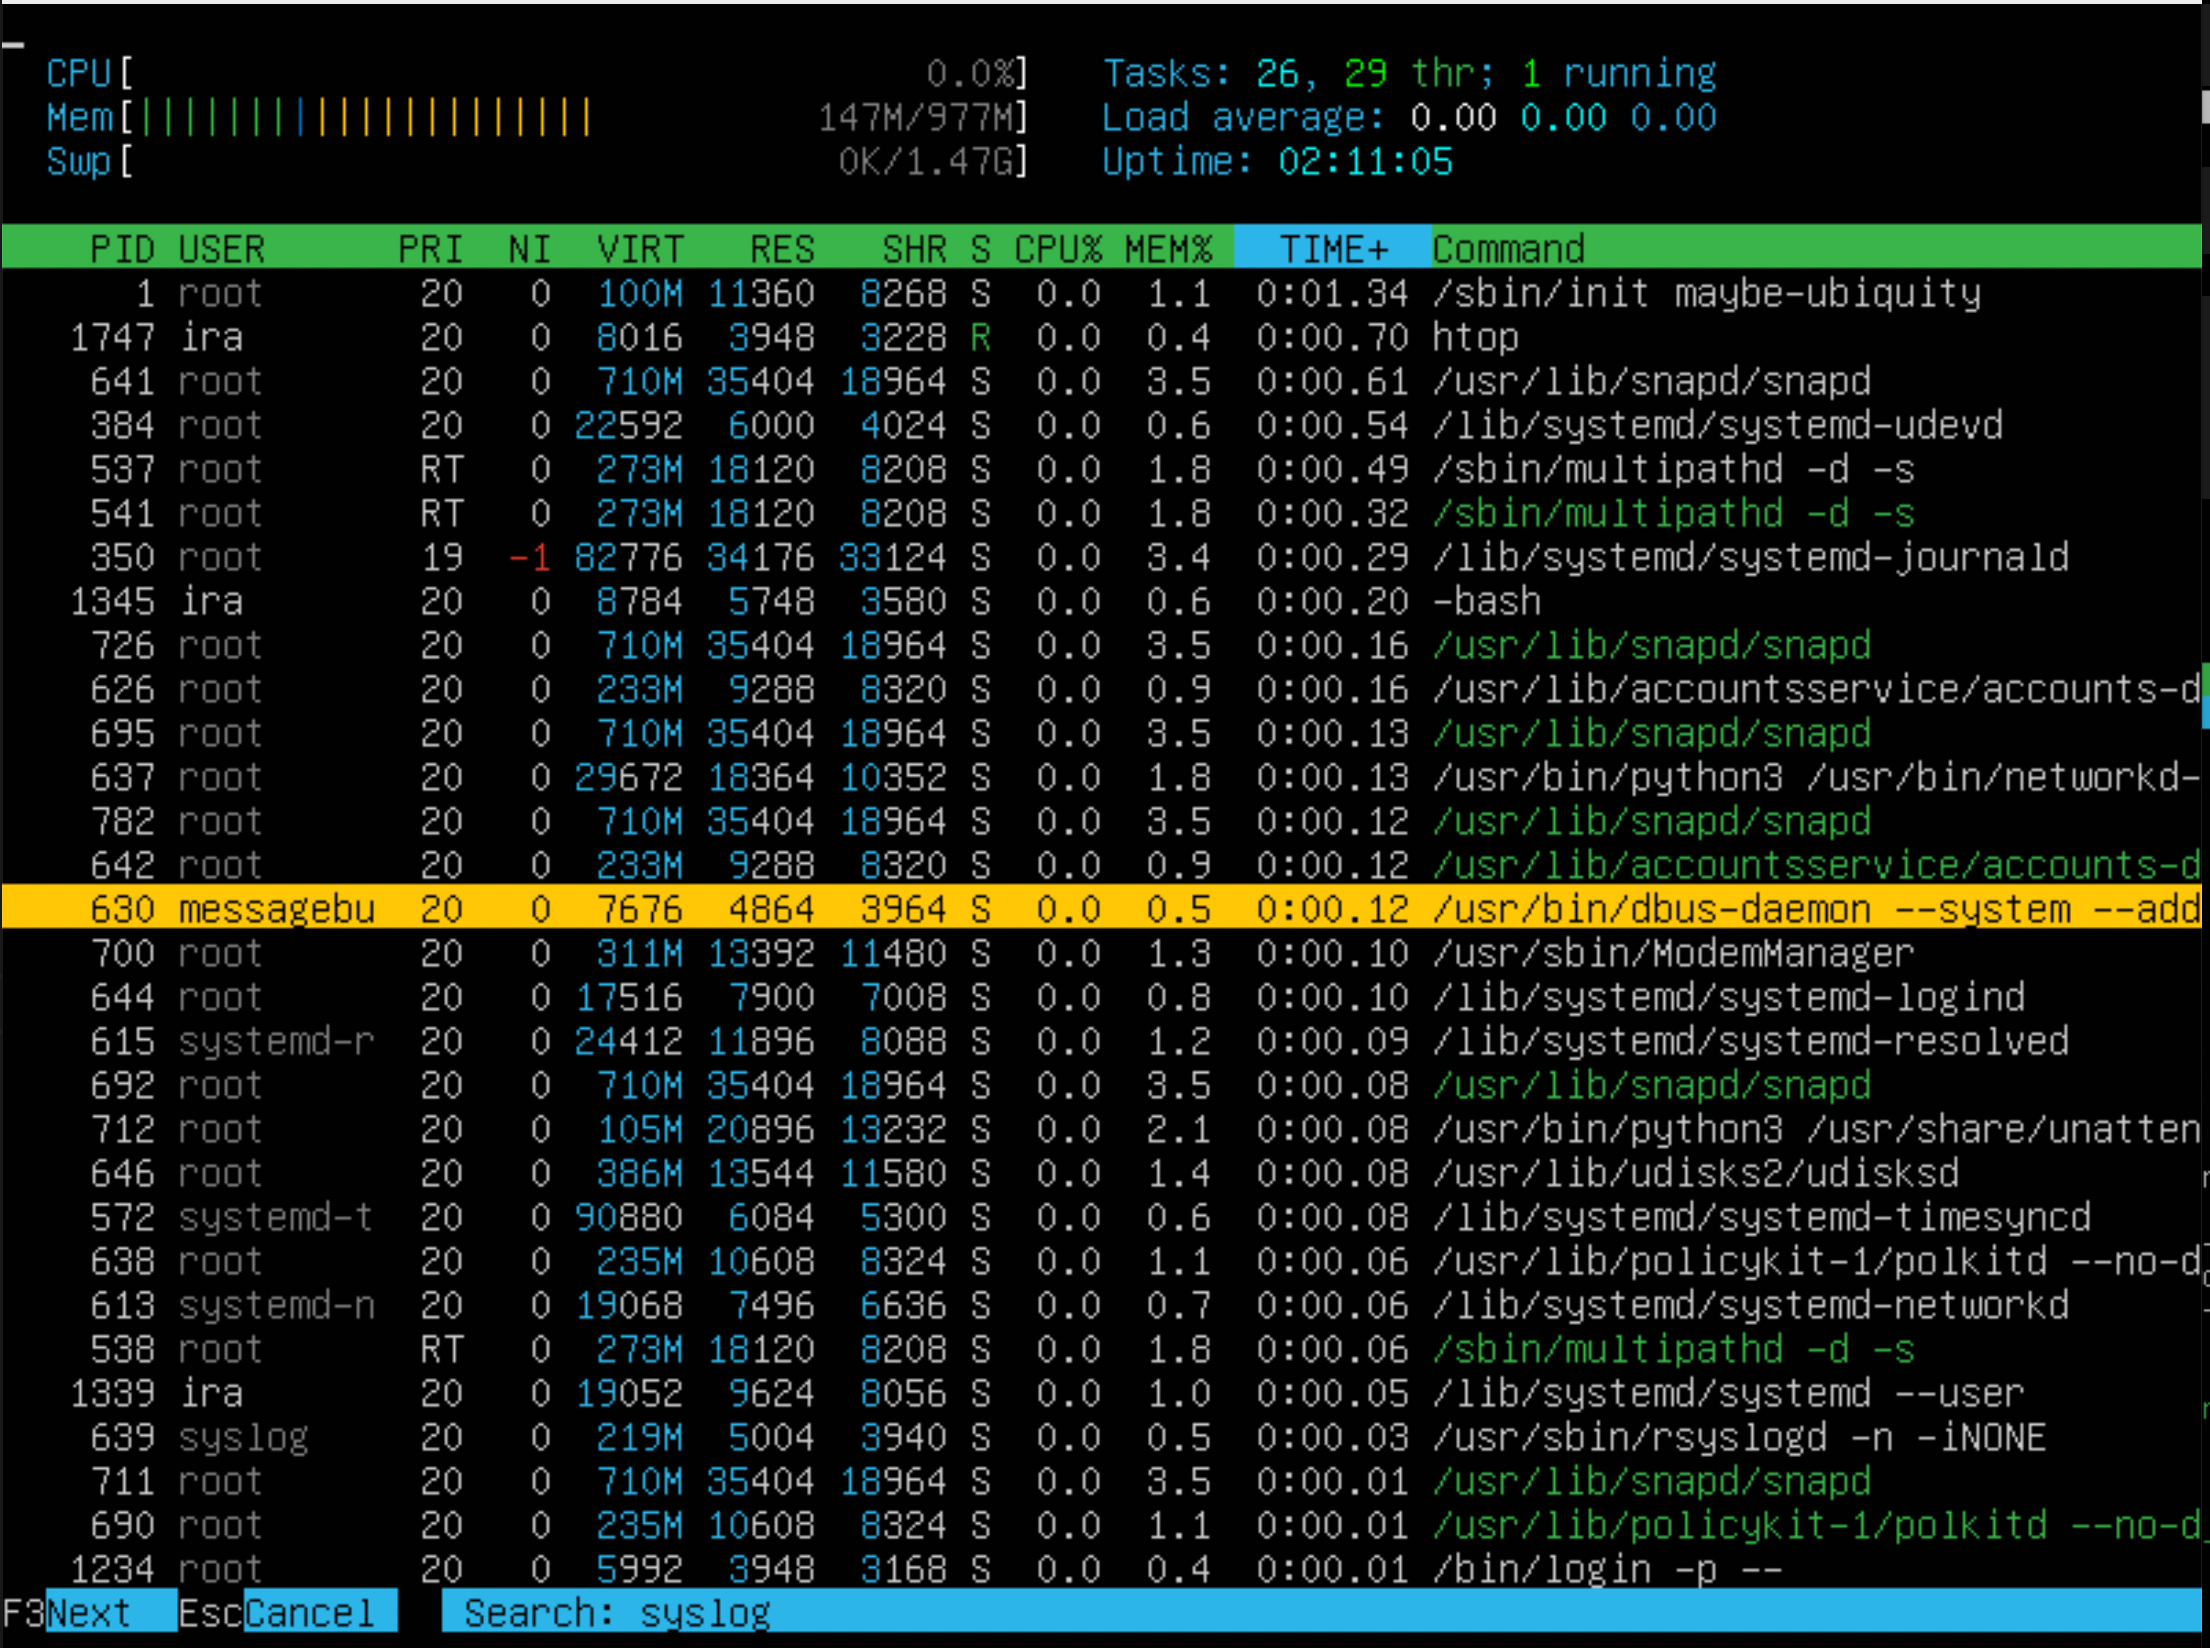 CPU[ 0.0%] Tasks: 26, 29 thr; 1 running
Mem[||||||||||||||||||||| 147M/977M] Load average: 0.00 0.00 0.00
Swp[ 0K/1.47G] Uptime: 02:11:05
PID USER PRI NI VIRT RES SHR S CPU% MEM% TIME+ Command
1 root 20 0 100M 11360 8268 S 0.0 1.1 0:01.34 /sbin/init maybe-ubiquity
1747 ira 20 0 8016 3948 3228 R 0.0 0.4 0:00.70 htop
641 root 20 0 710M 35404 18964 S 0.0 3.5 0:00.61 /usr/lib/snapd/snapd
384 root 20 0 22592 6000 4024 S 0.0 0.6 0:00.54 /lib/systemd/systemd-udevd
537 root RT 0 273M 18120 8208 S 0.0 1.8 0:00.49 /sbin/multipathd -d -s
541 root RT 0 273M 18120 8208 S 0.0 1.8 0:00.32 /sbin/multipathd -d -s
350 root 19 -1 82776 34176 33124 S 0.0 3.4 0:00.29 /lib/systemd/systemd-journald
1345 ira 20 0 8784 5748 3580 S 0.0 0.6 0:00.20 -bash
726 root 20 0 710M 35404 18964 S 0.0 3.5 0:00.16 /usr/lib/snapd/snapd
626 root 20 0 233M 9288 8320 S 0.0 0.9 0:00.16 /usr/lib/accountsservice/accounts-d
695 root 20 0 710M 35404 18964 S 0.0 3.5 0:00.13 /usr/lib/snapd/snapd
637 root 20 0 29672 18364 10352 S 0.0 1.8 0:00.13 /usr/bin/python3 /usr/bin/networkd-
782 root 20 0 710M 35404 18964 S 0.0 3.5 0:00.12 /usr/lib/snapd/snapd
642 root 20 0 233M 9288 8320 S 0.0 0.9 0:00.12 /usr/lib/accountsservice/accounts-d
630 messagebu 20 0 7676 4864 3964 S 0.0 0.5 0:00.12 /usr/bin/dbus-daemon --system --add
700 root 20 0 311M 13392 11480 S 0.0 1.3 0:00.10 /usr/sbin/ModemManager
644 root 20 0 17516 7900 7008 S 0.0 0.8 0:00.10 /lib/systemd/systemd-logind
615 systemd-r 20 0 24412 11896 8088 S 0.0 1.2 0:00.09 /lib/systemd/systemd-resolved
692 root 20 0 710M 35404 18964 S 0.0 3.5 0:00.08 /usr/lib/snapd/snapd
712 root 20 0 105M 20896 13232 S 0.0 2.1 0:00.08 /usr/bin/python3 /usr/share/unatten
646 root 20 0 386M 13544 11580 S 0.0 1.4 0:00.08 /usr/lib/udisks2/udisksd
572 systemd-t 20 0 90880 6084 5300 S 0.0 0.6 0:00.08 /lib/systemd/systemd-timesyncd
638 root 20 0 235M 10608 8324 S 0.0 1.1 0:00.06 /usr/lib/policykit-1/polkitd --no-d
613 systemd-n 20 0 19068 7496 6636 S 0.0 0.7 0:00.06 /lib/systemd/systemd-networkd
538 root RT 0 273M 18120 8208 S 0.0 1.8 0:00.06 /sbin/multipathd -d -s
1339 ira 20 0 19052 9624 8056 S 0.0 1.0 0:00.05 /lib/systemd/systemd --user
639 syslog 20 0 219M 5004 3940 S 0.0 0.5 0:00.03 /usr/sbin/rsyslogd -n -iNONE
711 root 20 0 710M 35404 18964 S 0.0 3.5 0:00.01 /usr/lib/snapd/snapd
690 root 20 0 235M 10608 8324 S 0.0 1.1 0:00.01 /usr/lib/policykit-1/polkitd --no-d
1234 root 20 0 5992 3948 3168 S 0.0 0.4 0:00.01 /bin/login -p --
F3Next EscCancel Search: syslog